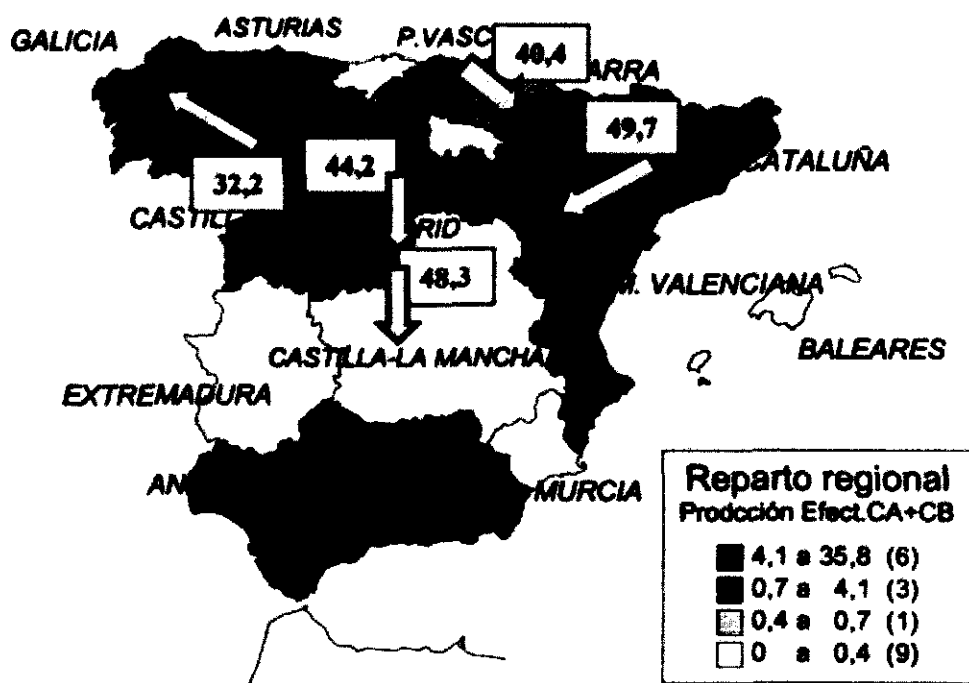 ASTURIAS
GALICIA
P.VASC
40,4
ARRA
49,7
44,2
32,2
CATALUÑA
CASTILL
RID
48,3
M. VALENCIANA
CASTILLA-LA MANCHA
BALEARES
EXTREMADURA
AN
MURCIA
Reparto regional
Prodcción Efect.CA+CB
4,1 a 35,8 (6)
0,7 a 4,1 (3)
0,4 a 0,7 (1)
0 a 0,4 (9)